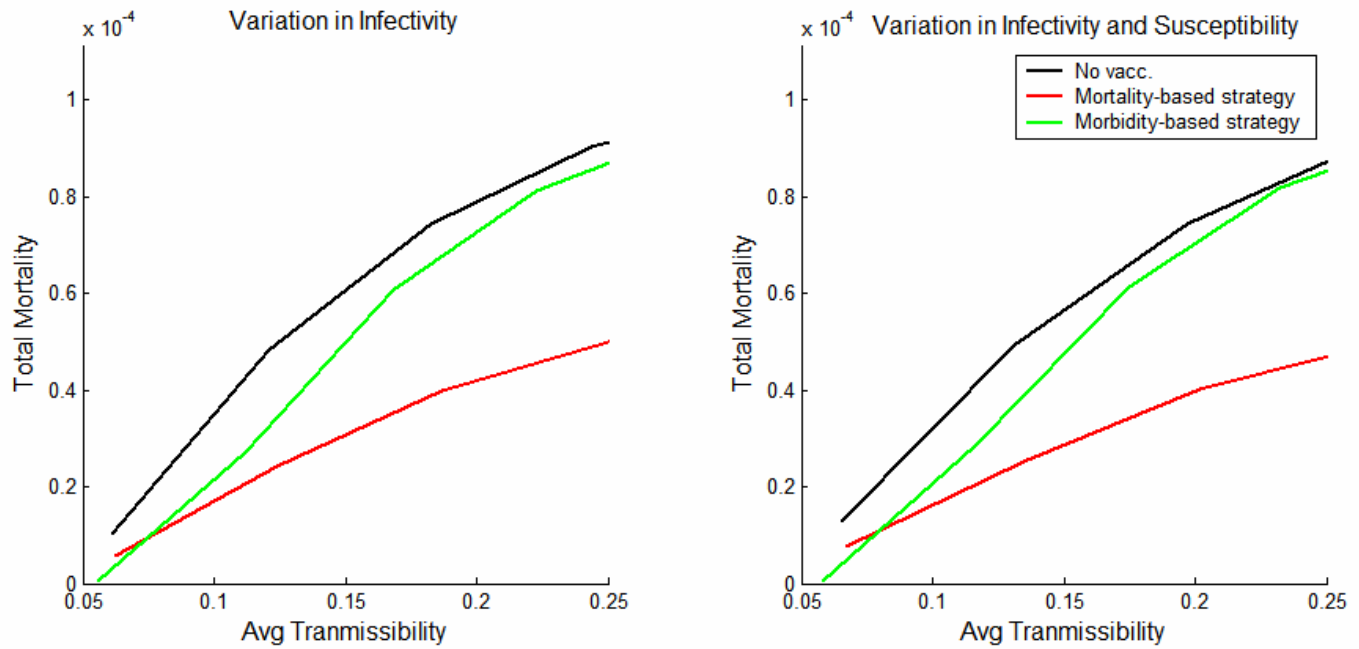 x 10-4
Variation in Infectivity
Total Mortality
1
0.8
0.6
0.4
0.2
0
0.05
0.1
0.15
0.2
0.25
Avg Tranmissibility
x 10-4
Variation in Infectivity and Susceptibility
No vacc.
Mortality-based strategy
Morbidity-based strategy
Total Mortality
1
0.8
0.6
0.4
0.2
0
0.05
0.1
0.15
0.2
0.25
Avg Tranmissibility